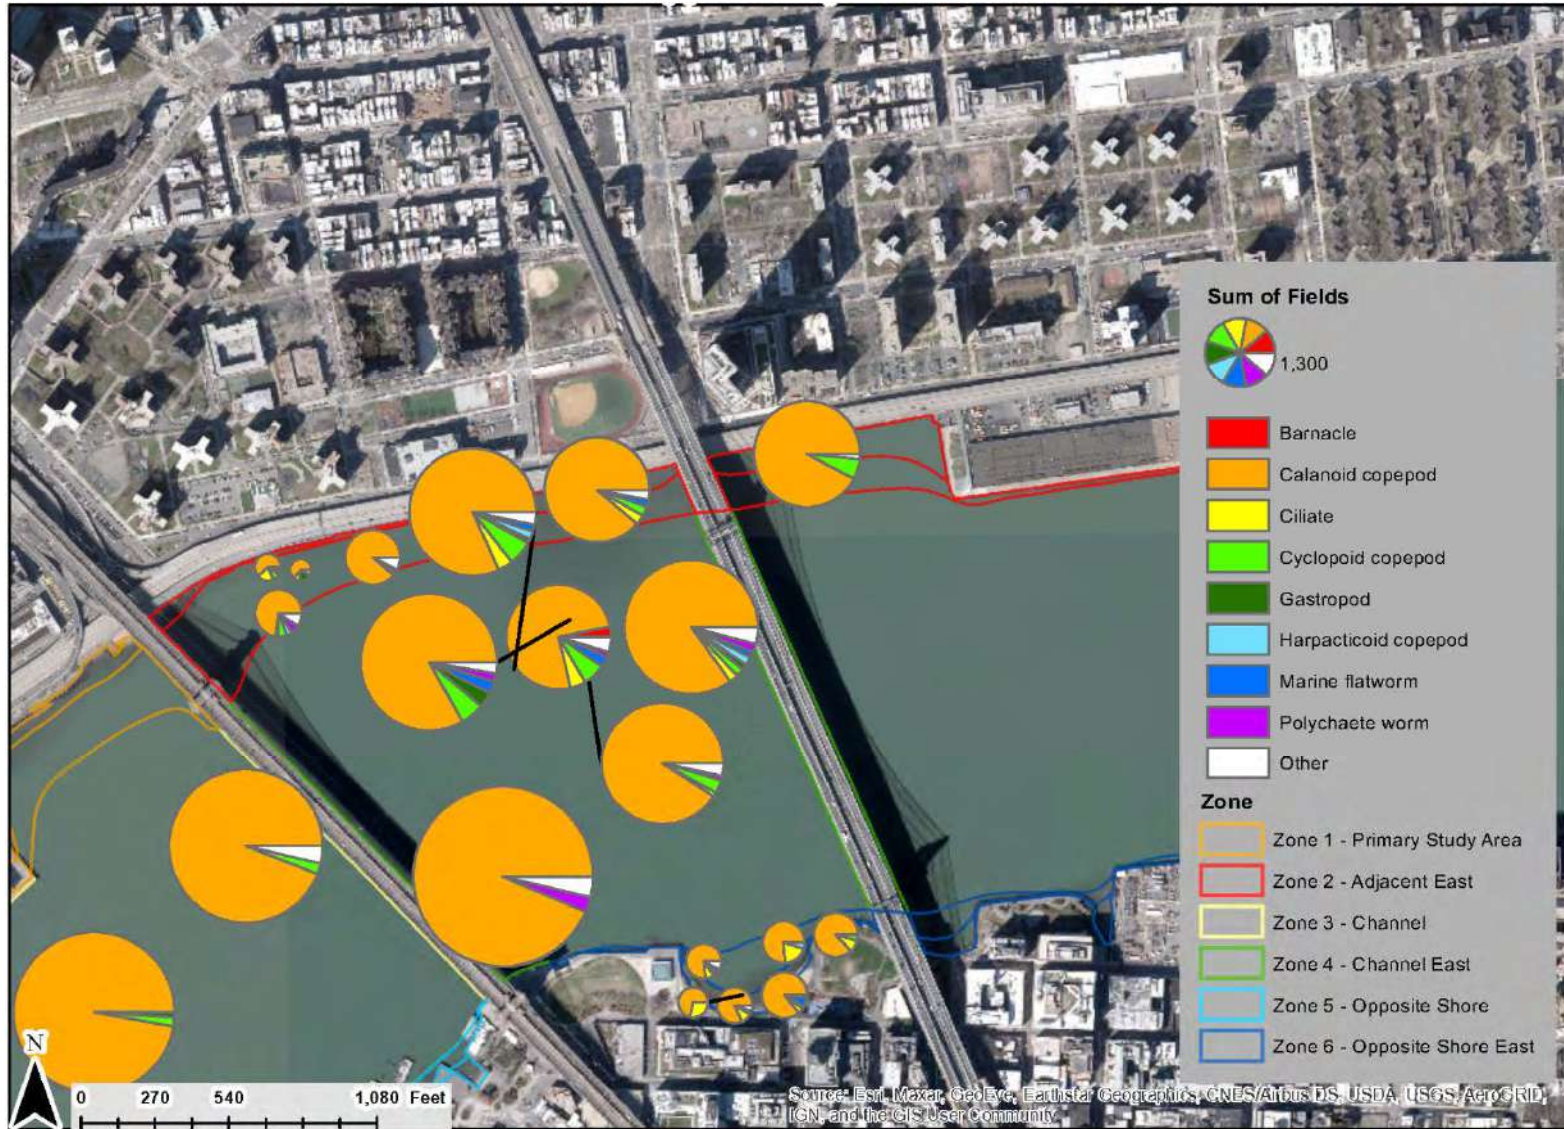 Sum of Fields
1,300
Barnacle
Calanoid copepod
Ciliate
Cyclopoid copepod
Gastropod
Harpacticoid copepod
Marine flatworm
Polychaete worm
Other
Zone
Zone 1 - Primary Study Area
Zone 2 - Adjacent East
Zone 3 - Channel
Zone 4 - Channel East
Zone 5 - Opposite Shore
Zone 6 - Opposite Shore East
N
0 270 540 1,080 Feet
Source: Esri, Maxar, GeoEye, Earthstar Geographics, CNES/Airbus DS, USDA, USGS, AeroGRID,
IGN, and the GIS User Community